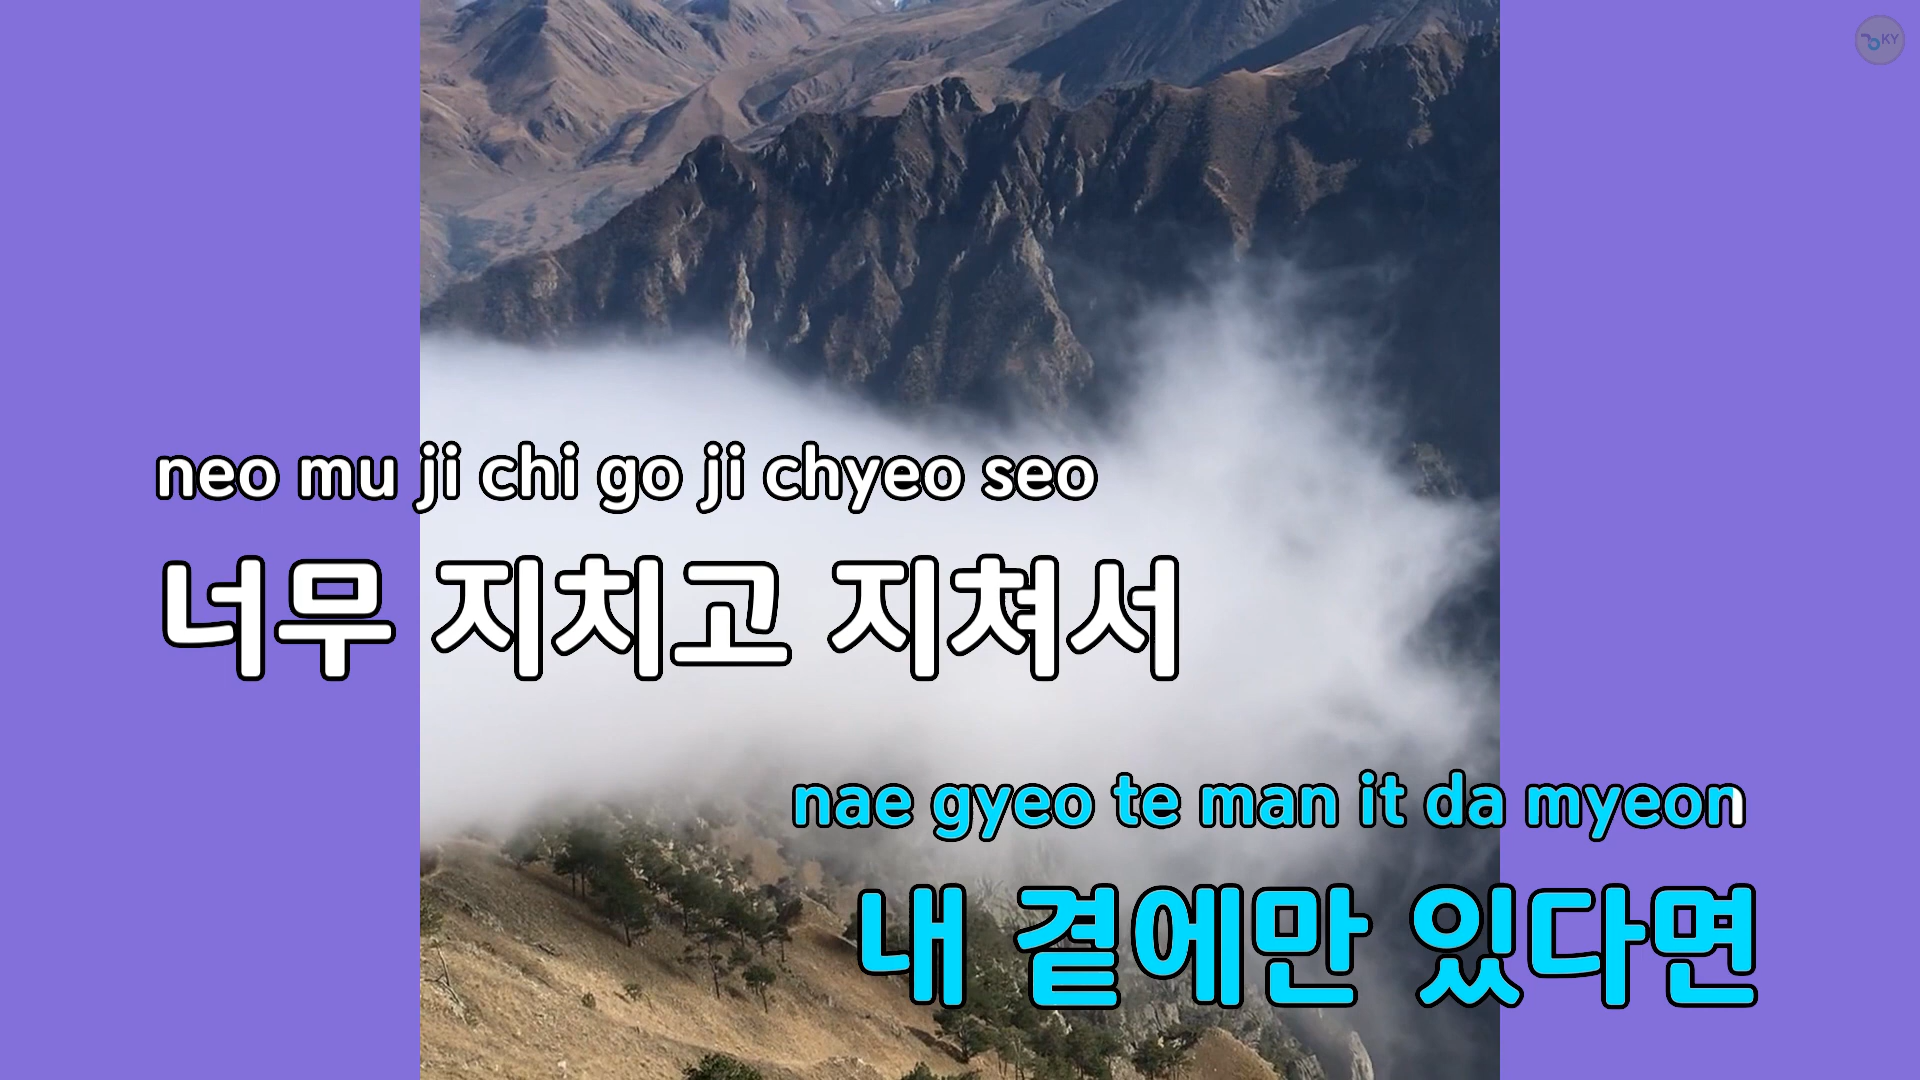 KY
neo mu ji chi go ji chyeo seo
너무 지치고 지쳐서
nae gyeo te man it da myeon
내 곁에만 있다면